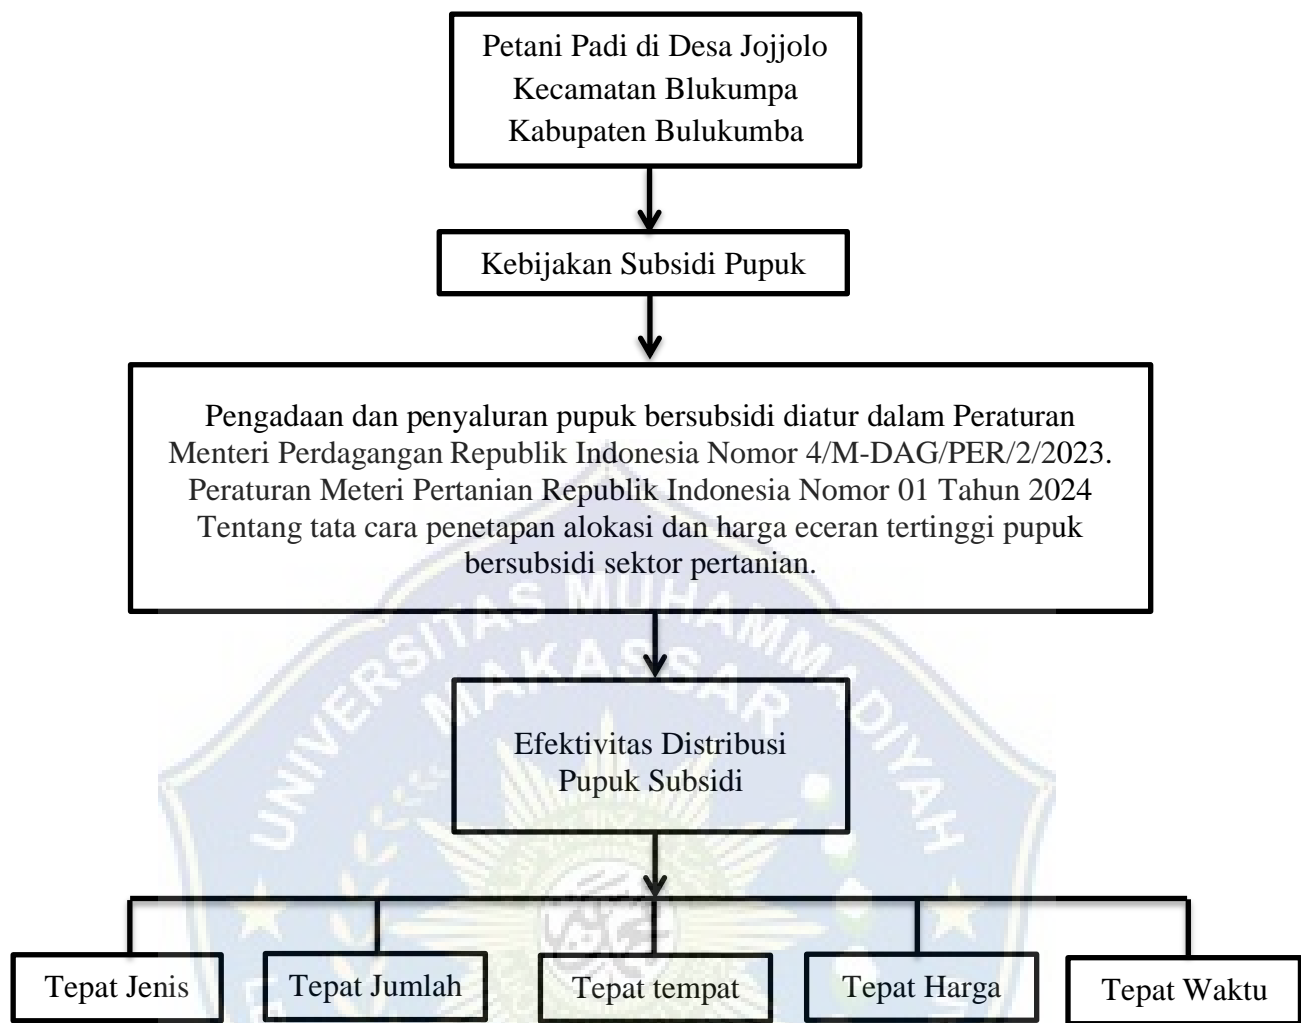 Petani Padi di Desa Jojjolo
Kecamatan Blukumpa
Kabupaten Bulukumba
Kebijakan Subsidi Pupuk
Pengadaan dan penyaluran pupuk bersubsidi diatur dalam Peraturan
Menteri Perdagangan Republik Indonesia Nomor 4/M-DAG/PER/2/2023.
Peraturan Meteri Pertanian Republik Indonesia Nomor 01 Tahun 2024
Tentang tata cara penetapan alokasi dan harga eceran tertinggi pupuk
bersubsidi sektor pertanian.
UNIVERSITAS MUHAMMADIYAH
MAKASSAR
Efektivitas Distribusi
Pupuk Subsidi
Tepat Jenis
Tepat Jumlah
Tepat tempat
Tepat Harga
Tepat Waktu